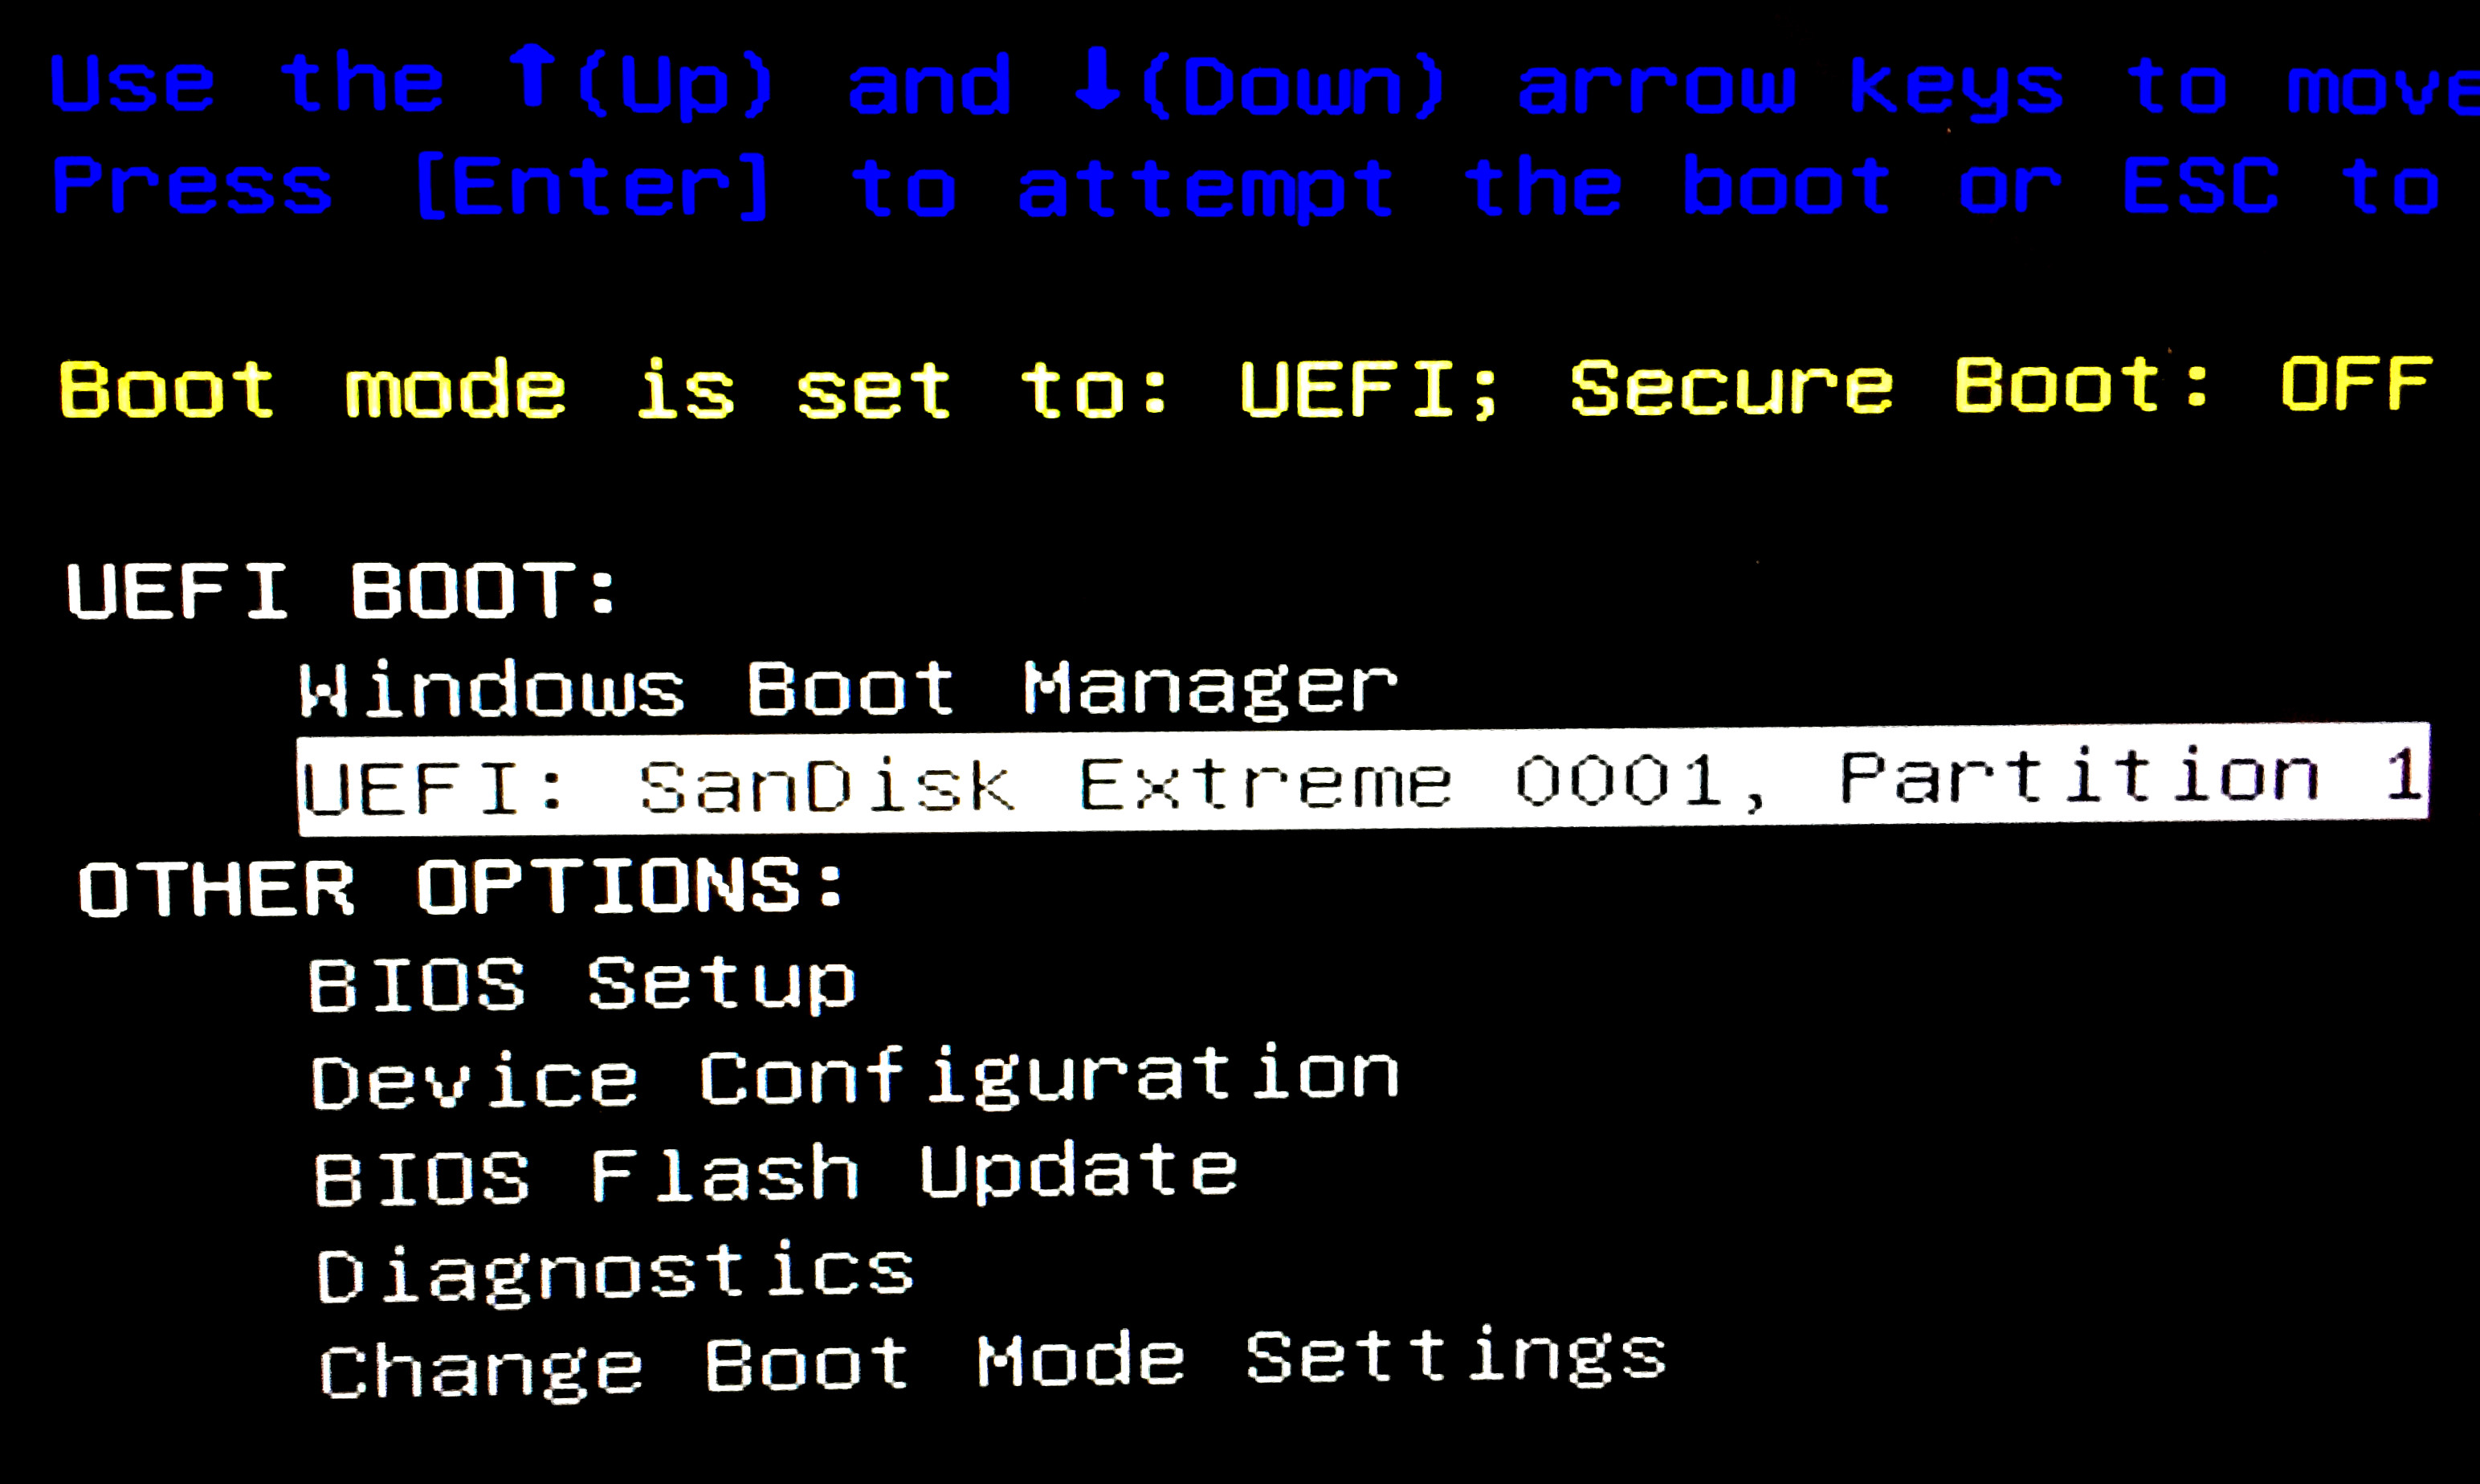 Use the ↑(Up) and ↓(Down) arrow keys to move
Press [Enter] to attempt the boot or ESC to
Boot mode is set to: UEFI; Secure Boot: OFF
UEFI BOOT:
Windows Boot Manager
UEFI: SanDisk Extreme 0001, Partition 1
OTHER OPTIONS:
BIOS Setup
Device Configuration
BIOS Flash Update
Diagnostics
Change Boot Mode Settings